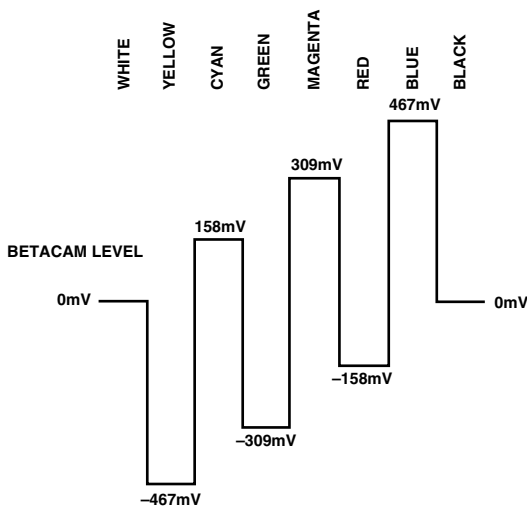 WHITE
YELLOW
CYAN
GREEN
MAGENTA
RED
BLUE
BLACK
467mV
309mV
158mV
BETACAM LEVEL
0mV
0mV
–158mV
–309mV
–467mV